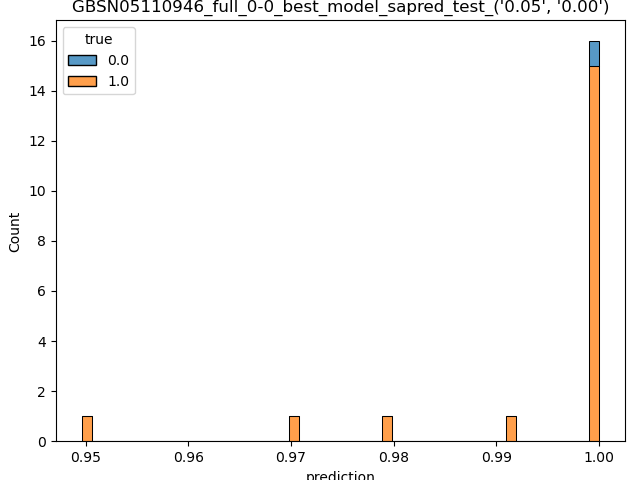 GBSN05110946_full_0-0_best_model_sapred_test_('0.05', '0.00')
true
0.0
1.0
16
14
12
10
8
6
4
2
0
Count
0.95 0.96 0.97 0.98 0.99 1.00
prediction